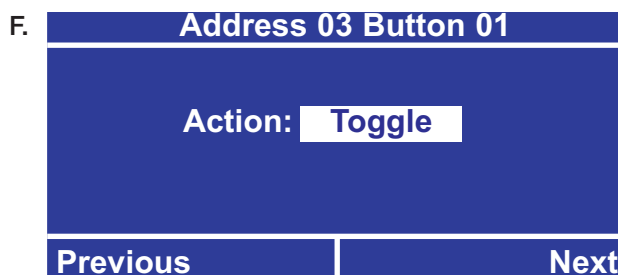 F.
Address 03 Button 01
Action: Toggle
Previous Next